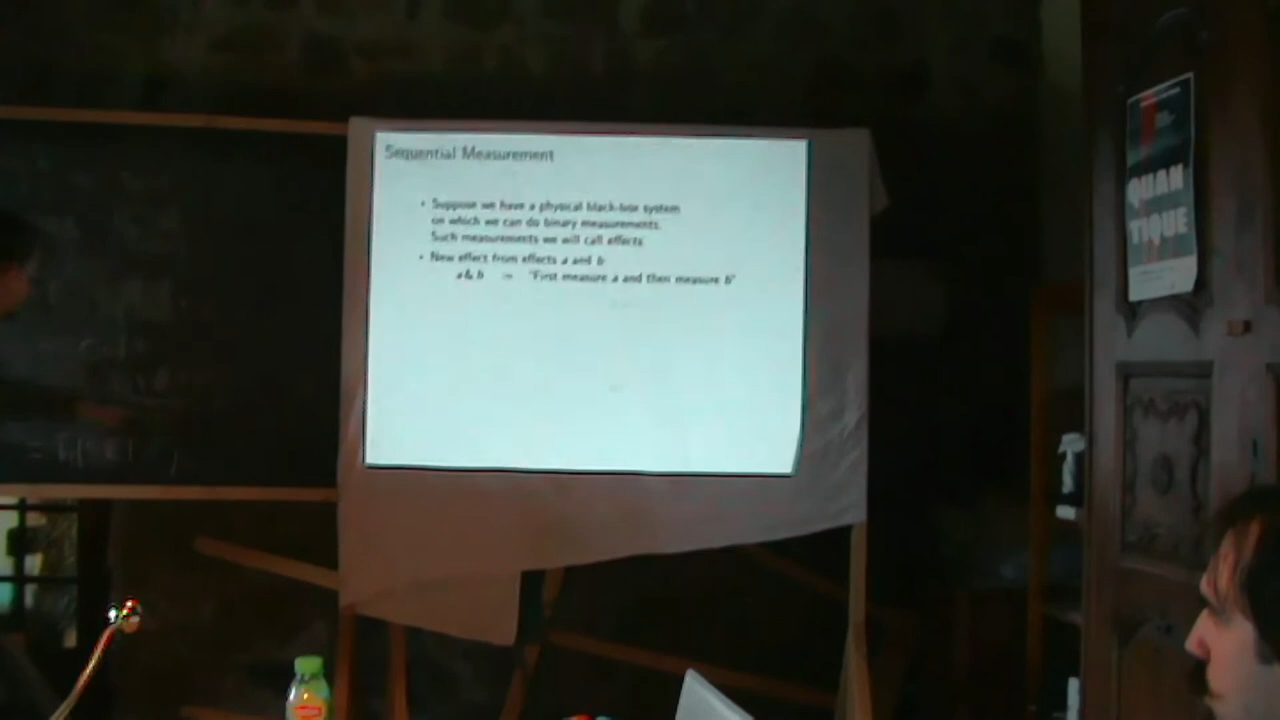 Sequential Measurement
• Suppose we have a physical black-box system
on which we can do binary measurements.
Such measurements we will call effects
• New effect from effects a and b
a & b := "First measure a and then measure b"
QUAN
TIQUE